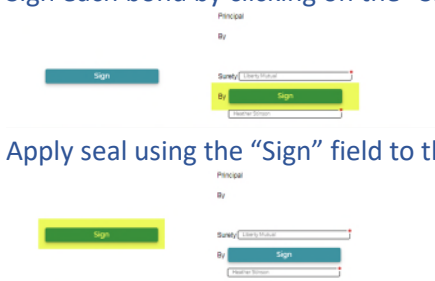 Sign each bond by clicking on the
Principal
By
Sign
Surety Liberty Mutual
By Sign
Heather Stinson
Apply seal using the "Sign" field to th
Principal
By
Sign
Surety Liberty Mutual
By Sign
Heather Stinson